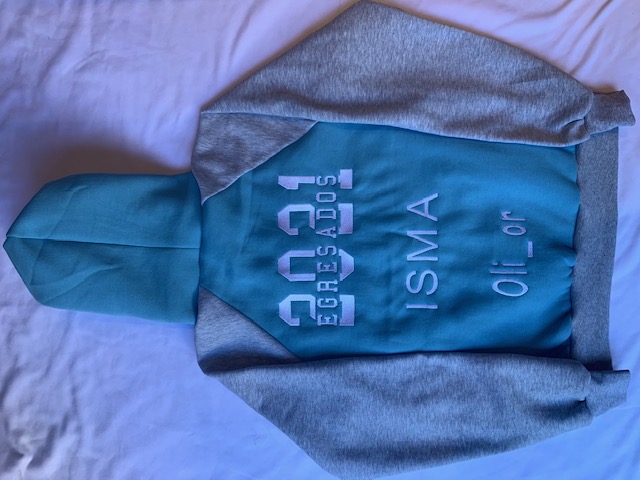 2021
EGRESADOS
ISMA
Oli_or